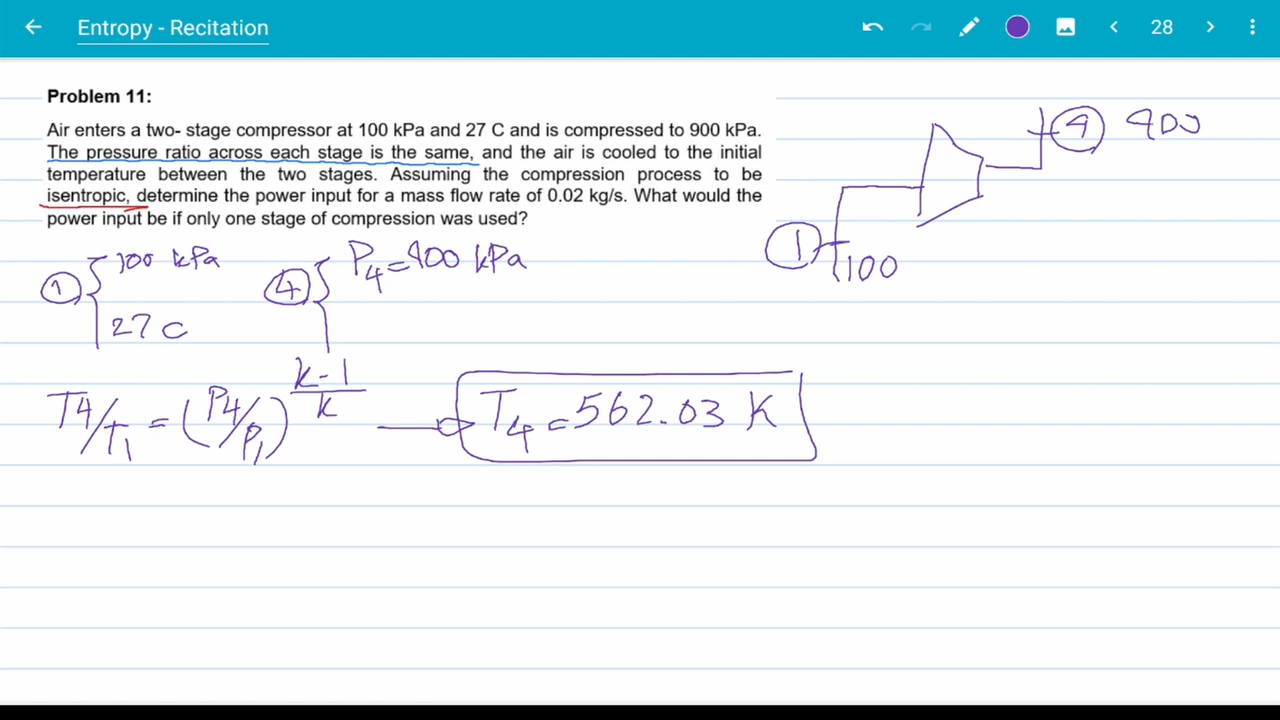 Entropy - Recitation
28
Problem 11:
Air enters a two- stage compressor at 100 kPa and 27 C and is compressed to 900 kPa.
The pressure ratio across each stage is the same, and the air is cooled to the initial
temperature between the two stages. Assuming the compression process to be
isentropic, determine the power input for a mass flow rate of 0.02 kg/s. What would the
power input be if only one stage of compression was used?
④ 900
① 100
① { 100 kPa
27 C
④ { P4 = 900 kPa
T4/T1 = (P4/P1)^(k-1/k) → T4 = 562.03 K